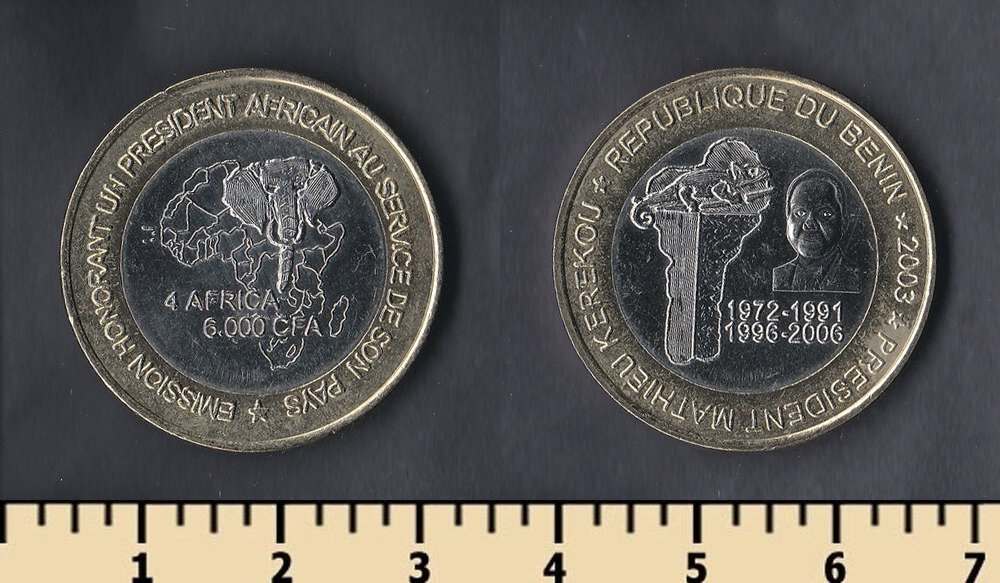 EMISSION HONORANT UN PRESIDENT AFRICAIN AU SERVICE DE SON PAYS
4 AFRICA
6.000 CFA
REPUBLIQUE DU BENIN * 2003 * PRESIDENT MATHIEU KEREKOU *
1972-1991
1996-2006
1 2 3 4 5 6 7